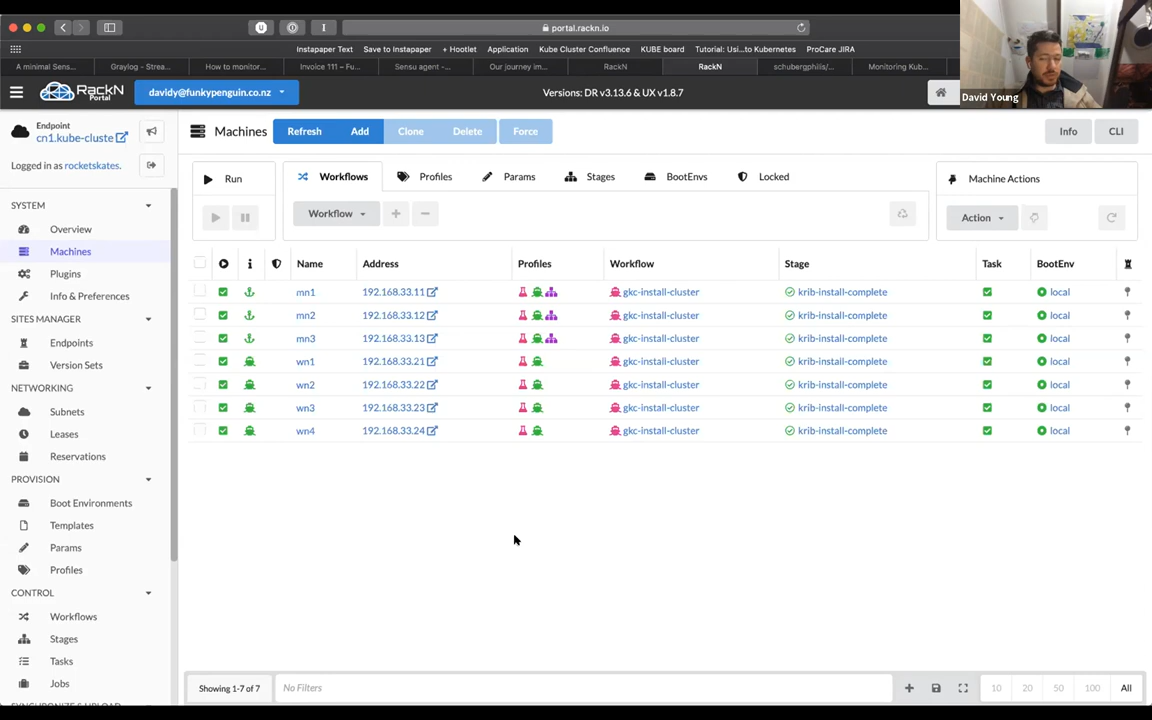 portal.rackn.io
Instapaper Text Save to Instapaper + Hootlet Application Kube Cluster Confluence KUBE board Tutorial: Usi...to Kubernetes ProCare JIRA
A minimal Sens... Graylog - Strea... How to monitor... Invoice 111 – Fu... Sensu agent -... Our journey im... RackN RackN schubergphilis/... Monitoring Kub...
RackN Portal davidy@funkypenguin.co.nz Versions: DR v3.13.6 & UX v1.8.7 David Young
Endpoint
cn1.kube-cluste
Logged in as rocketskates.
Machines Refresh Add Clone Delete Force Info CLI
Run Workflows Profiles Params Stages BootEnvs Locked Machine Actions
Workflow Action
SYSTEM
Overview
Machines
Plugins
Info & Preferences
SITES MANAGER
Endpoints
Version Sets
NETWORKING
Subnets
Leases
Reservations
PROVISION
Boot Environments
Templates
Params
Profiles
CONTROL
Workflows
Stages
Tasks
Jobs
Name Address Profiles Workflow Stage Task BootEnv
mn1 192.168.33.11 gkc-install-cluster krib-install-complete local
mn2 192.168.33.12 gkc-install-cluster krib-install-complete local
mn3 192.168.33.13 gkc-install-cluster krib-install-complete local
wn1 192.168.33.21 gkc-install-cluster krib-install-complete local
wn2 192.168.33.22 gkc-install-cluster krib-install-complete local
wn3 192.168.33.23 gkc-install-cluster krib-install-complete local
wn4 192.168.33.24 gkc-install-cluster krib-install-complete local
Showing 1-7 of 7 No Filters 10 20 50 100 All